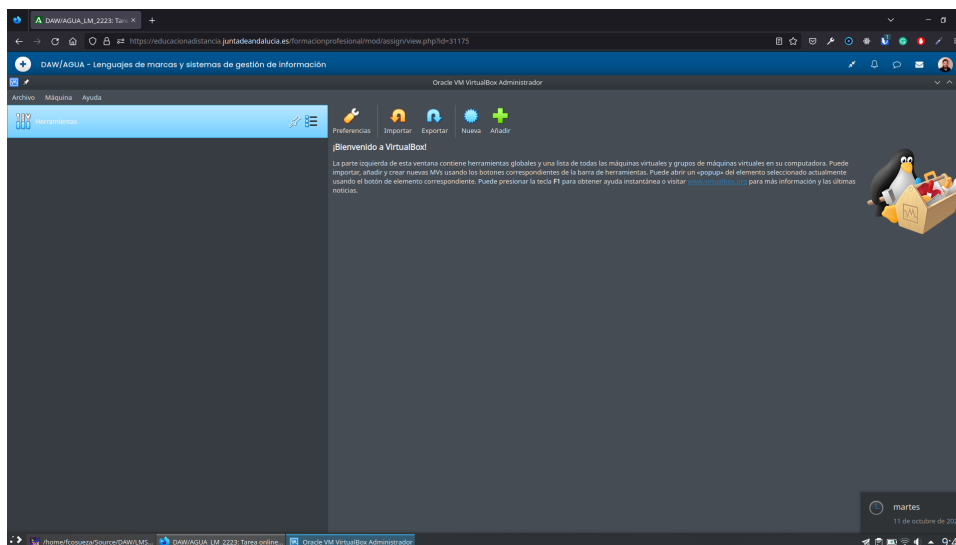 DAW/AGUA_LM_2223: Tar
https://educacionadistancia.juntadeandalucia.es/formacionprofesional/mod/assign/view.php?id=31175
DAW/AGUA - Lenguajes de marcas y sistemas de gestión de información
Oracle VM VirtualBox Administrador
Archivo Máquina Ayuda
Herramientas
Preferencias Importar Exportar Nueva Añadir
¡Bienvenido a VirtualBox!
La parte izquierda de esta ventana contiene herramientas globales y una lista de todas las máquinas virtuales y grupos de máquinas virtuales en su computadora. Puede
importar, añadir y crear nuevas MVs usando los botones correspondientes de la barra de herramientas. Puede abrir un «popup» del elemento seleccionado actualmente
usando el botón de elemento correspondiente. Puede presionar la tecla F1 para obtener ayuda instantánea o visitar www.virtualbox.org para más información y las últimas
noticias.
martes
11 de octubre de 202
/home/fcosueza/Source/DAW/LMS... DAW/AGUA_LM_2223: Tarea online... Oracle VM VirtualBox Administrador